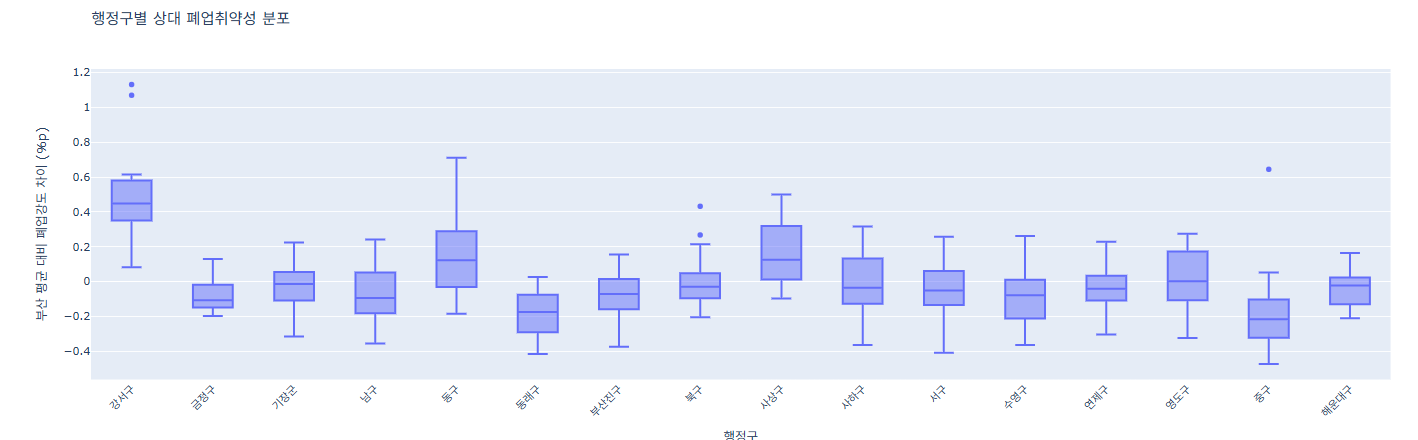 행정구별 상대 폐업취약성 분포
부산 평균 대비 폐업강도 차이 (%p)
1.2
1
0.8
0.6
0.4
0.2
0
−0.2
−0.4
강서구
금정구
기장군
남구
동구
동래구
부산진구
북구
사상구
사하구
서구
수영구
연제구
영도구
중구
해운대구
행정구